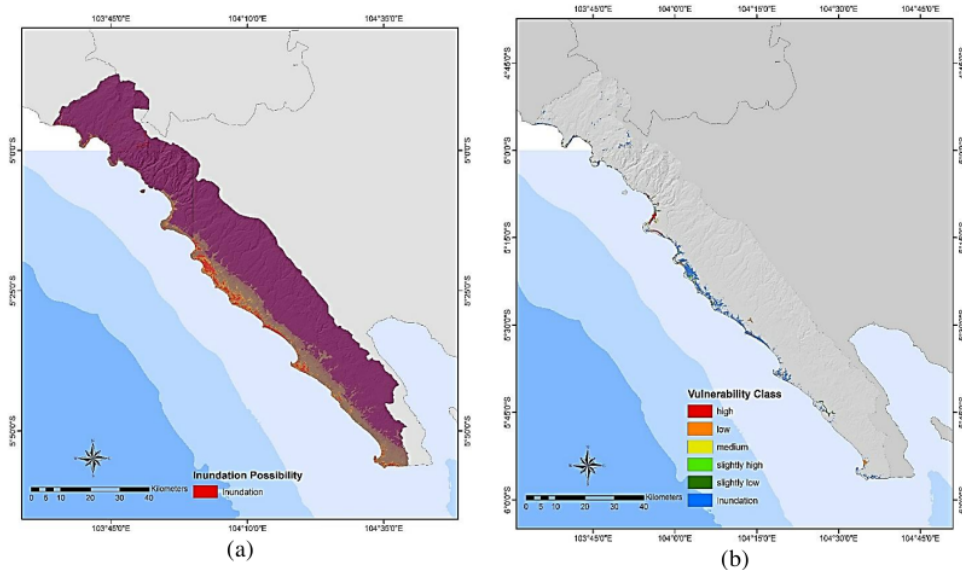 103°45'0"E 104°10'0"E 104°35'0"E
5°0'0"S
5°25'0"S
5°50'0"S
Inundation Possibility
Inundation
Kilometers
0 5 10 20 30 40
103°45'0"E 104°10'0"E 104°35'0"E
(a)
103°45'0"E 104°0'0"E 104°15'0"E 104°30'0"E 104°45'0"E
4°45'0"S
5°0'0"S
5°15'0"S
5°30'0"S
5°45'0"S
6°0'0"S
Vulnerability Class
high
low
medium
slightly high
slightly low
Inundation
Kilometers
0 5 10 20 30 40
103°45'0"E 104°0'0"E 104°15'0"E 104°30'0"E 104°45'0"E
(b)